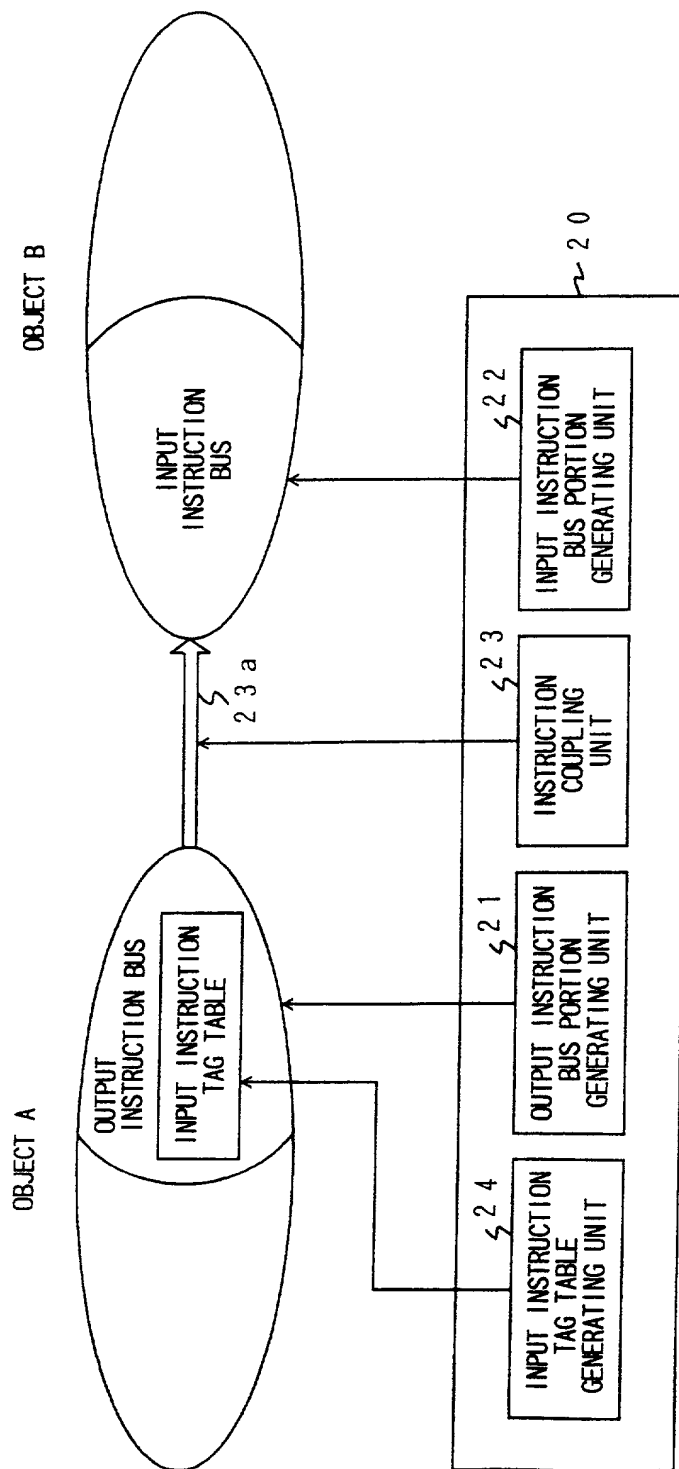 OBJECT A
OBJECT B
OUTPUT
INSTRUCTION BUS
INPUT INSTRUCTION
TAG TABLE
23a
INPUT
INSTRUCTION
BUS
20
24
INPUT INSTRUCTION
TAG TABLE
GENERATING UNIT
21
OUTPUT INSTRUCTION
BUS PORTION
GENERATING UNIT
23
INSTRUCTION
COUPLING
UNIT
22
INPUT INSTRUCTION
BUS PORTION
GENERATING UNIT